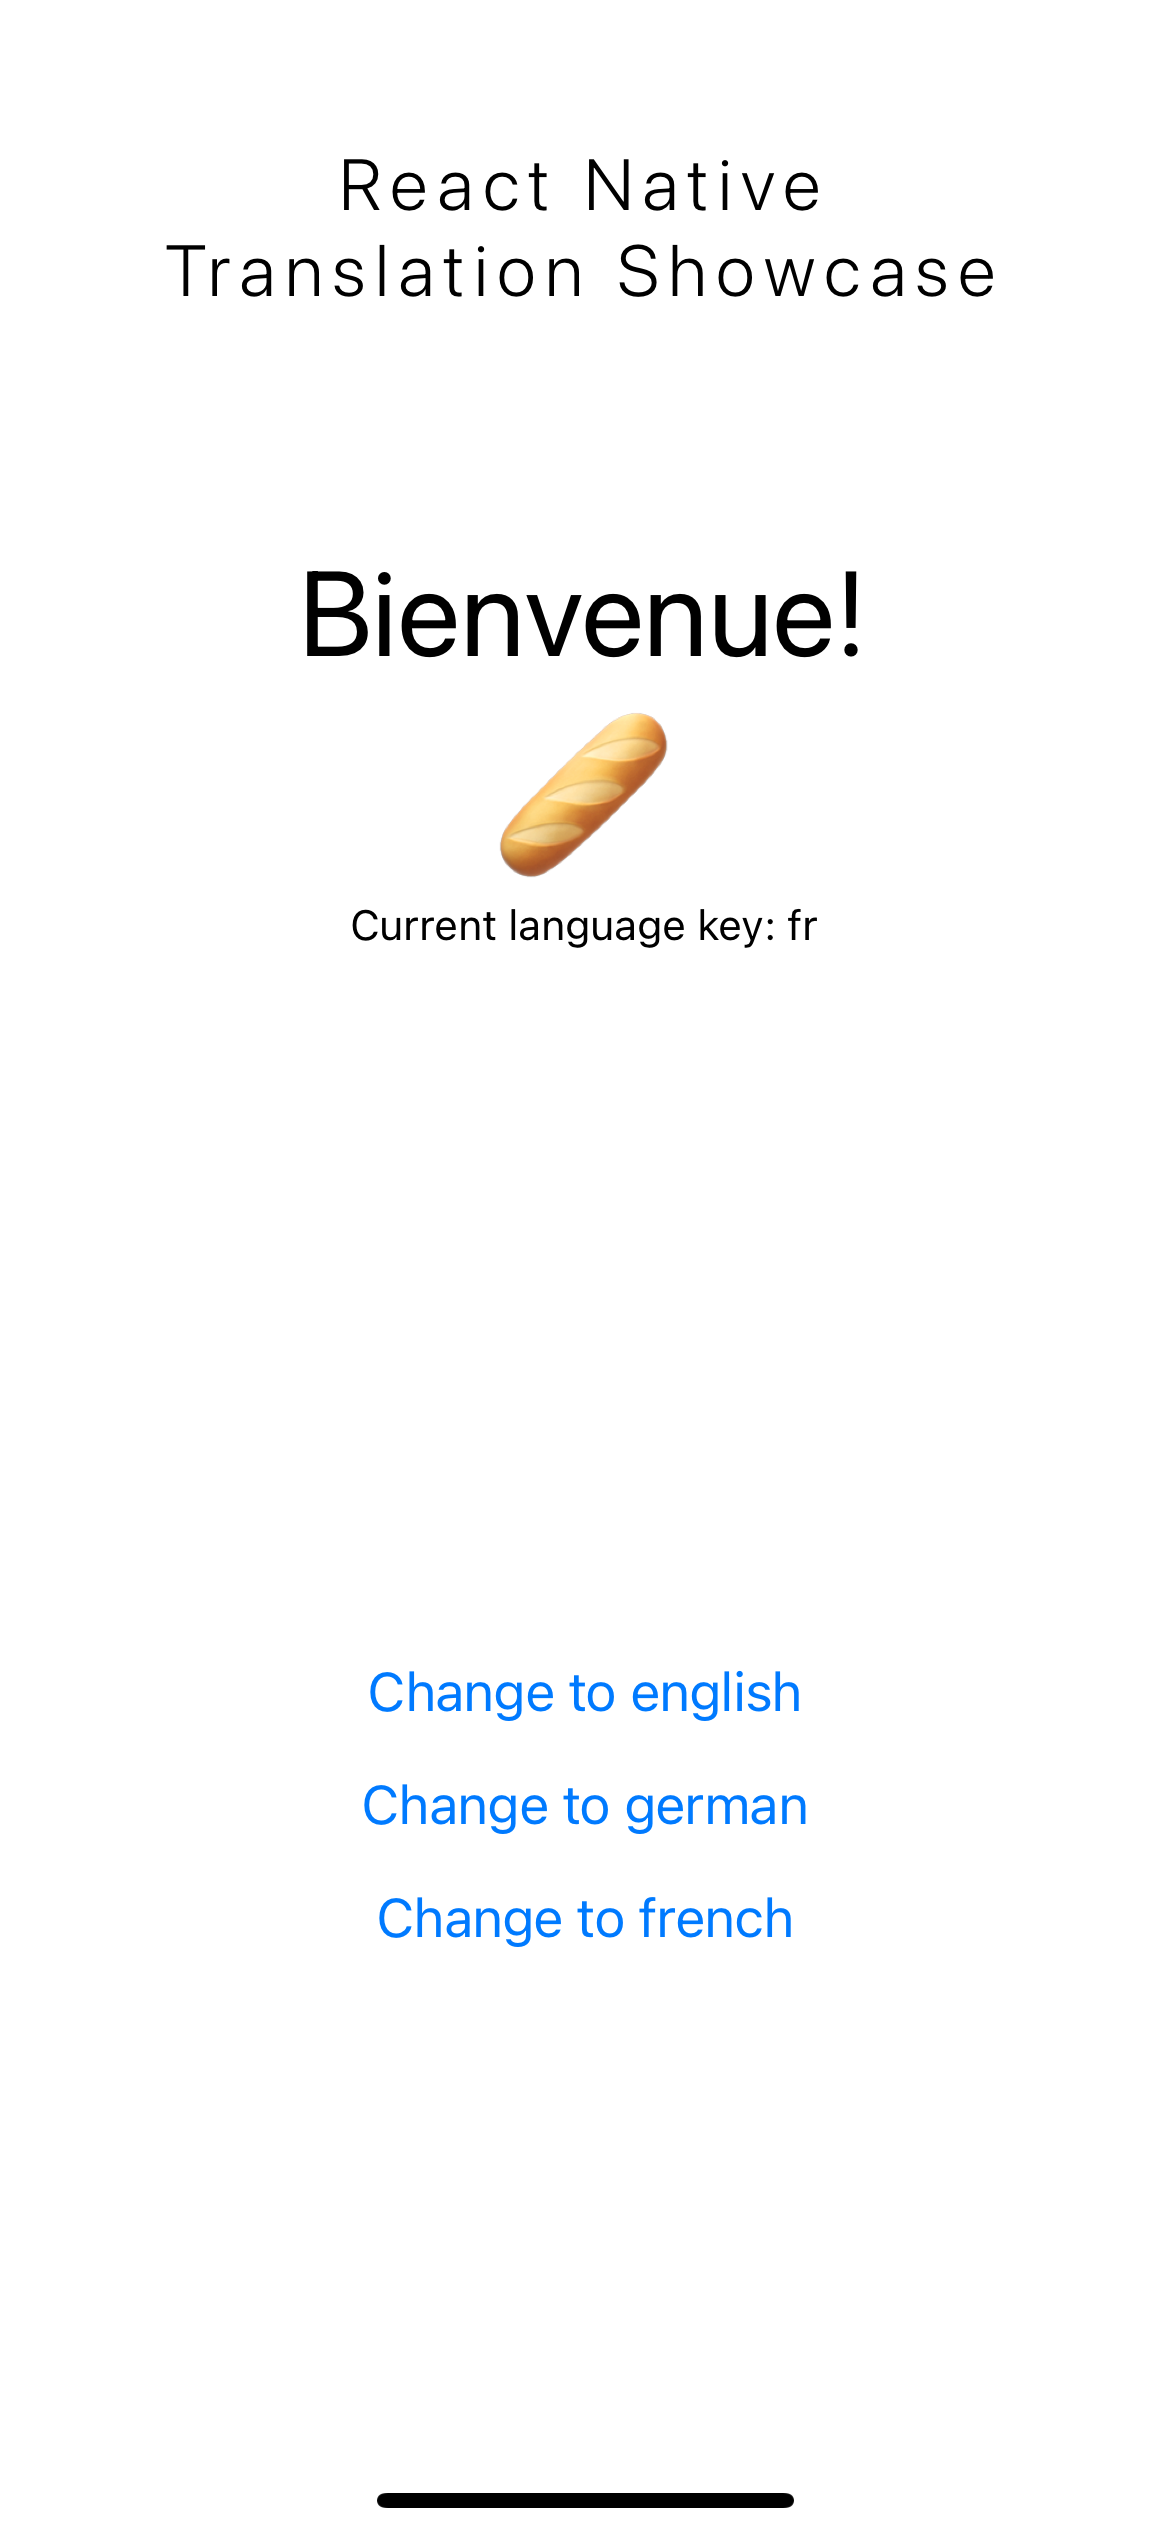 React Native
Translation Showcase
Bienvenue!
Current language key: fr
Change to english
Change to german
Change to french